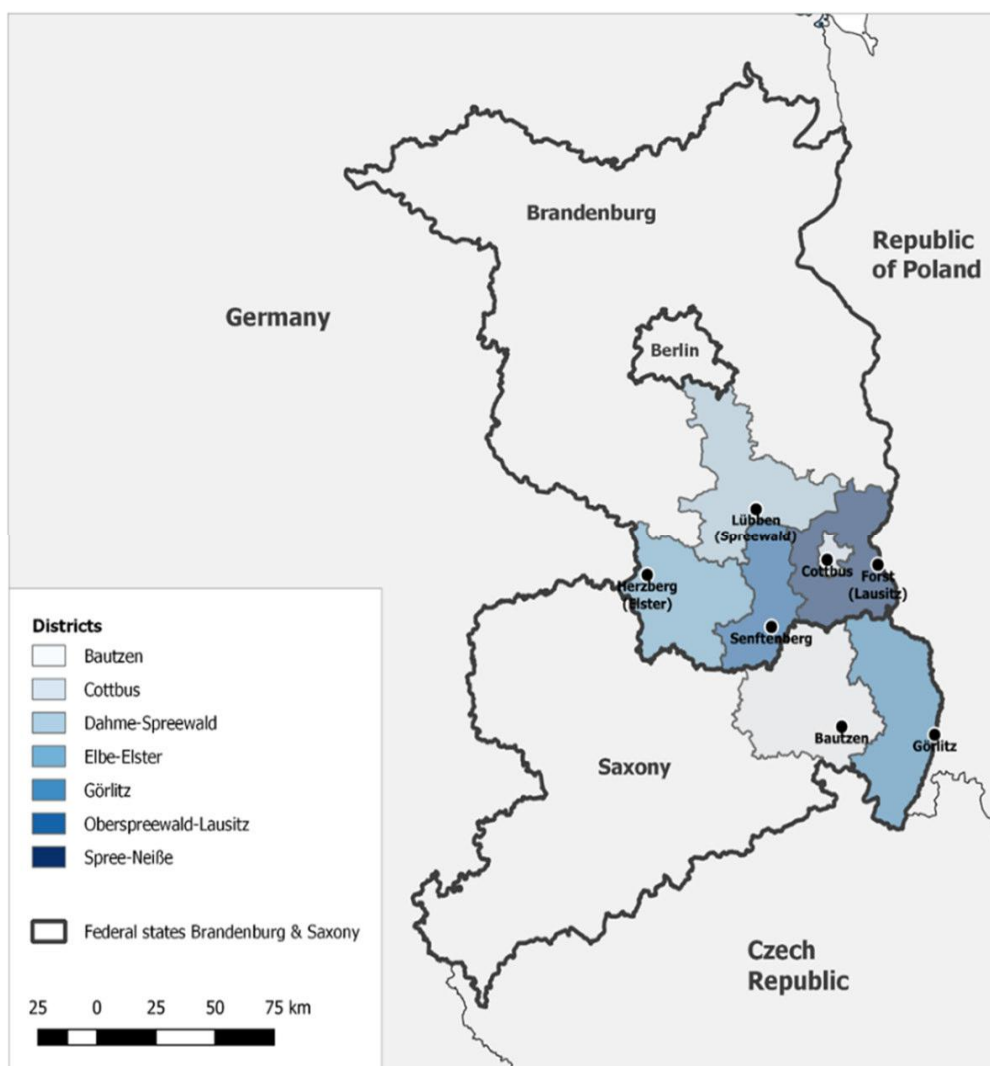 Brandenburg
Republic
of Poland
Germany
Berlin
Lübben
(Spreewald)
Cottbus
Forst
(Lausitz)
Herzberg
(Elster)
Senftenberg
Bautzen
Görlitz
Saxony
Czech
Republic
Districts
Bautzen
Cottbus
Dahme-Spreewald
Elbe-Elster
Görlitz
Oberspreewald-Lausitz
Spree-Neiße
Federal states Brandenburg & Saxony
25 0 25 50 75 km